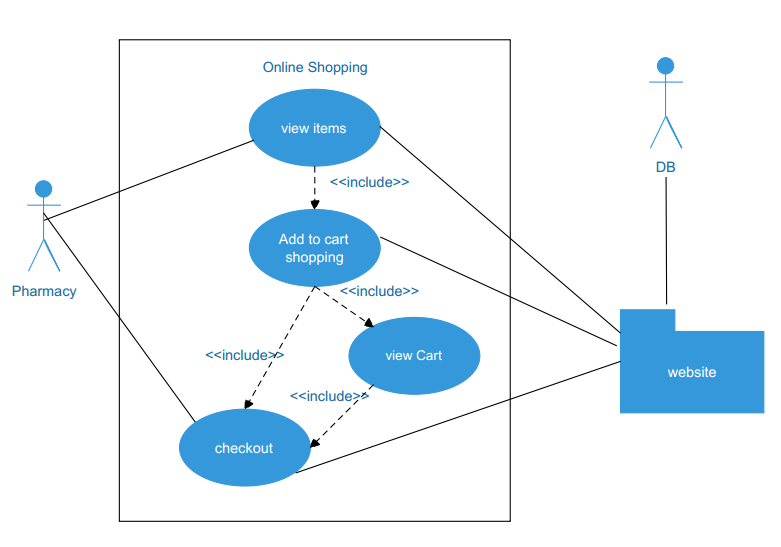 Online Shopping
view items
<<include>>
DB
Pharmacy
Add to cart
shopping
<<include>>
<<include>>
view Cart
website
<<include>>
checkout